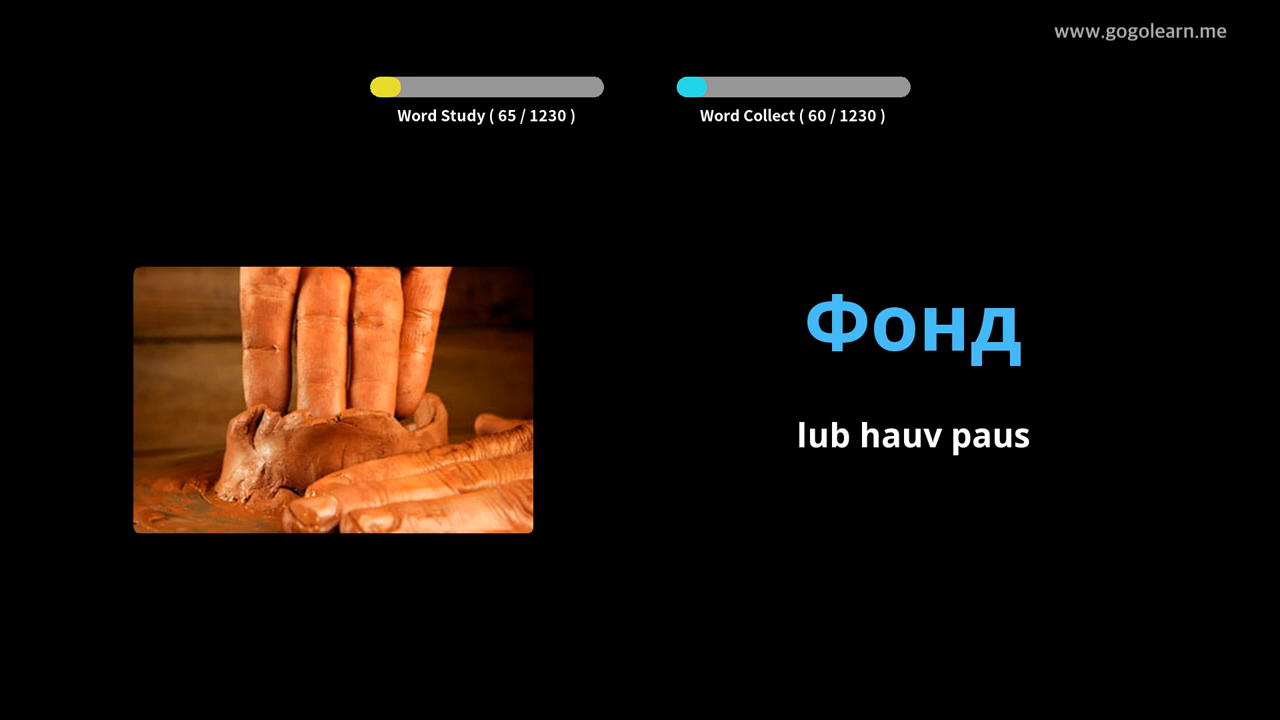 www.gogolearn.me
Word Study ( 65 / 1230 )
Word Collect ( 60 / 1230 )
Фонд
lub hauv paus